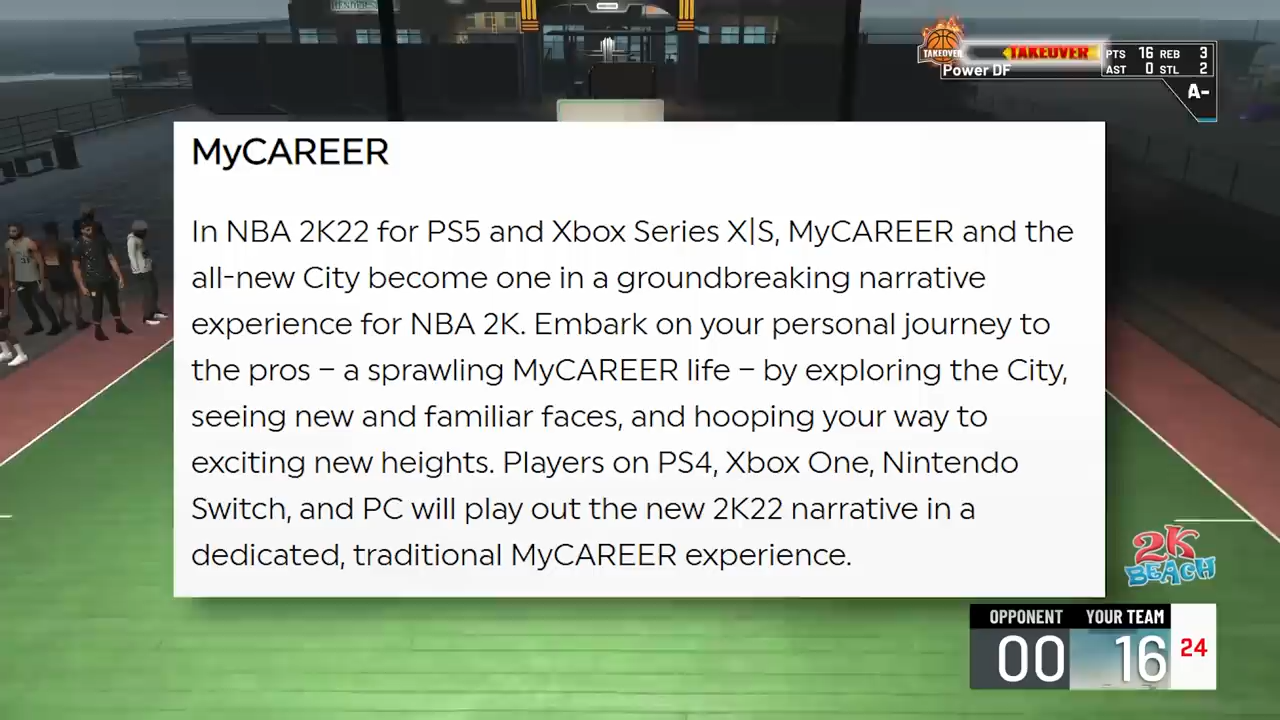 TAKEOVER
TAKEOVER
PTS 16 REB 3
Power DF
AST 0 STL 2
A-
MyCAREER
In NBA 2K22 for PS5 and Xbox Series X|S, MyCAREER and the
all-new City become one in a groundbreaking narrative
experience for NBA 2K. Embark on your personal journey to
the pros – a sprawling MyCAREER life – by exploring the City,
seeing new and familiar faces, and hooping your way to
exciting new heights. Players on PS4, Xbox One, Nintendo
Switch, and PC will play out the new 2K22 narrative in a
dedicated, traditional MyCAREER experience.
2K
BEACH
OPPONENT YOUR TEAM
00 16 24